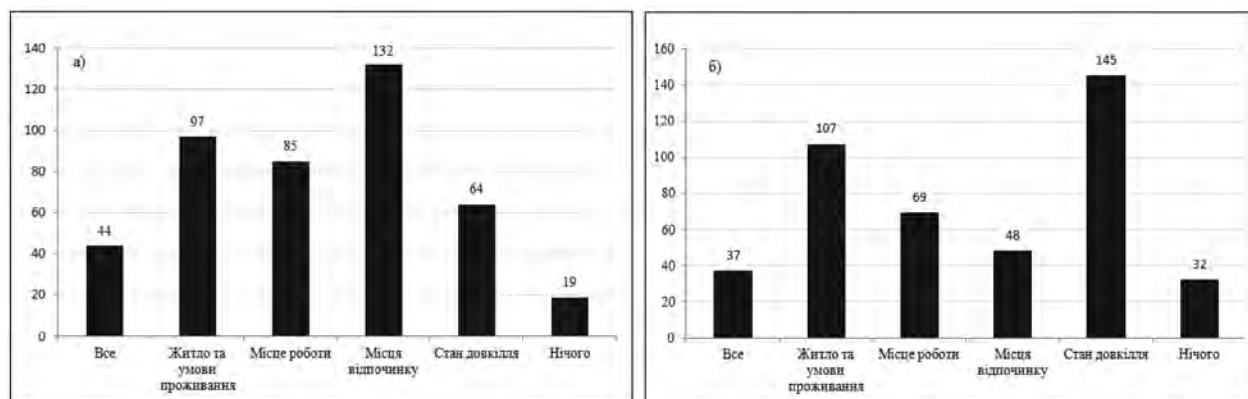 а)
140
120
100
80
60
40
20
0
44
97
85
132
64
19
Все
Житло та
умови
проживання
Місце роботи
Місця
відпочинку
Стан довкілля
Нічого
б)
160
140
120
100
80
60
40
20
0
37
107
69
48
145
32
Все
Житло та
умови
проживання
Місце роботи
Місця
відпочинку
Стан довкілля
Нічого